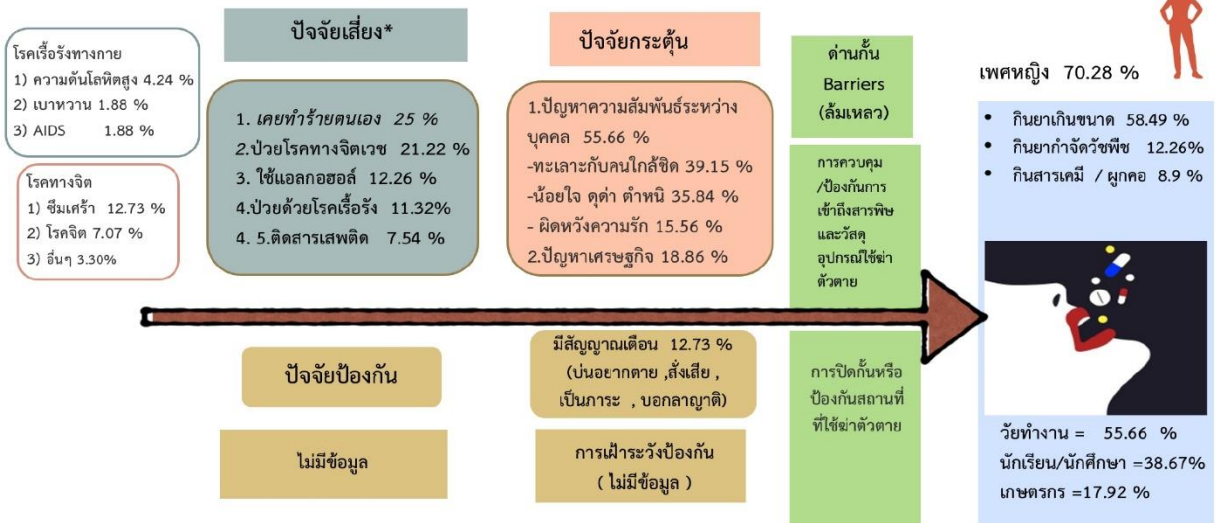 โรคเรื้อรังทางกาย
1) ความดันโลหิตสูง 4.24 %
2) เบาหวาน 1.88 %
3) AIDS 1.88 %
โรคทางจิต
1) ซึมเศร้า 12.73 %
2) โรคจิต 7.07 %
3) อื่นๆ 3.30%
ปัจจัยเสี่ยง*
1. เคยทำร้ายตนเอง 25 %
2.ป่วยโรคทางจิตเวช 21.22 %
3. ใช้แอลกอฮอล์ 12.26 %
4.ป่วยด้วยโรคเรื้อรัง 11.32%
4. 5.ติดสารเสพติด 7.54 %
ปัจจัยกระตุ้น
1.ปัญหาความสัมพันธ์ระหว่าง
บุคคล 55.66 %
-ทะเลาะกับคนใกล้ชิด 39.15 %
-น้อยใจ ดุด่า ตำหนิ 35.84 %
- ผิดหวังความรัก 15.56 %
2.ปัญหาเศรษฐกิจ 18.86 %
ด่านกั้น
Barriers
(ล้มเหลว)
การควบคุม
/ป้องกันการ
เข้าถึงสารพิษ
และวัสดุ
อุปกรณ์ใช้ฆ่า
ตัวตาย
เพศหญิง 70.28 %
• กินยาเกินขนาด 58.49 %
• กินยากำจัดวัชพืช 12.26%
• กินสารเคมี / ผูกคอ 8.9 %
ปัจจัยป้องกัน
ไม่มีข้อมูล
มีสัญญาณเตือน 12.73 %
(บ่นอยากตาย ,สั่งเสีย ,
เป็นภาระ , บอกลาญาติ)
การเฝ้าระวังป้องกัน
( ไม่มีข้อมูล )
การปิดกั้นหรือ
ป้องกันสถานที่
ที่ใช้ฆ่าตัวตาย
วัยทำงาน = 55.66 %
นักเรียน/นักศึกษา =38.67%
เกษตรกร =17.92 %